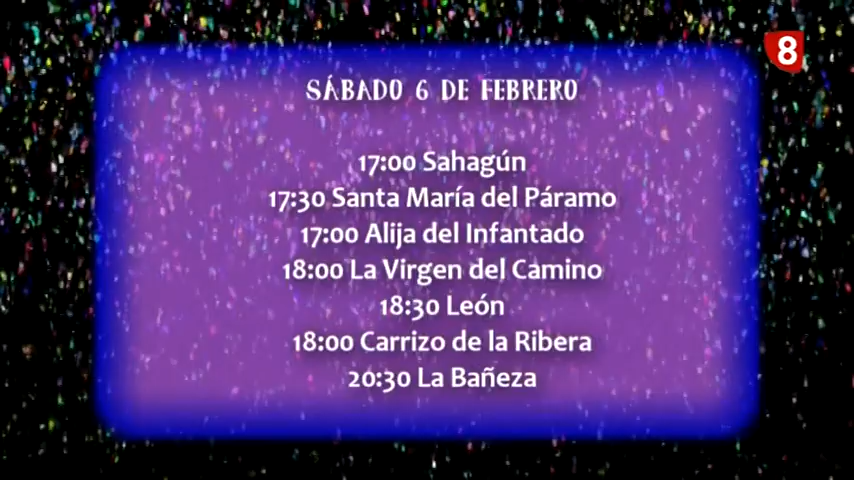 8
SÁBADO 6 DE FEBRERO
17:00 Sahagún
17:30 Santa María del Páramo
17:00 Alija del Infantado
18:00 La Virgen del Camino
18:30 León
18:00 Carrizo de la Ribera
20:30 La Bañeza